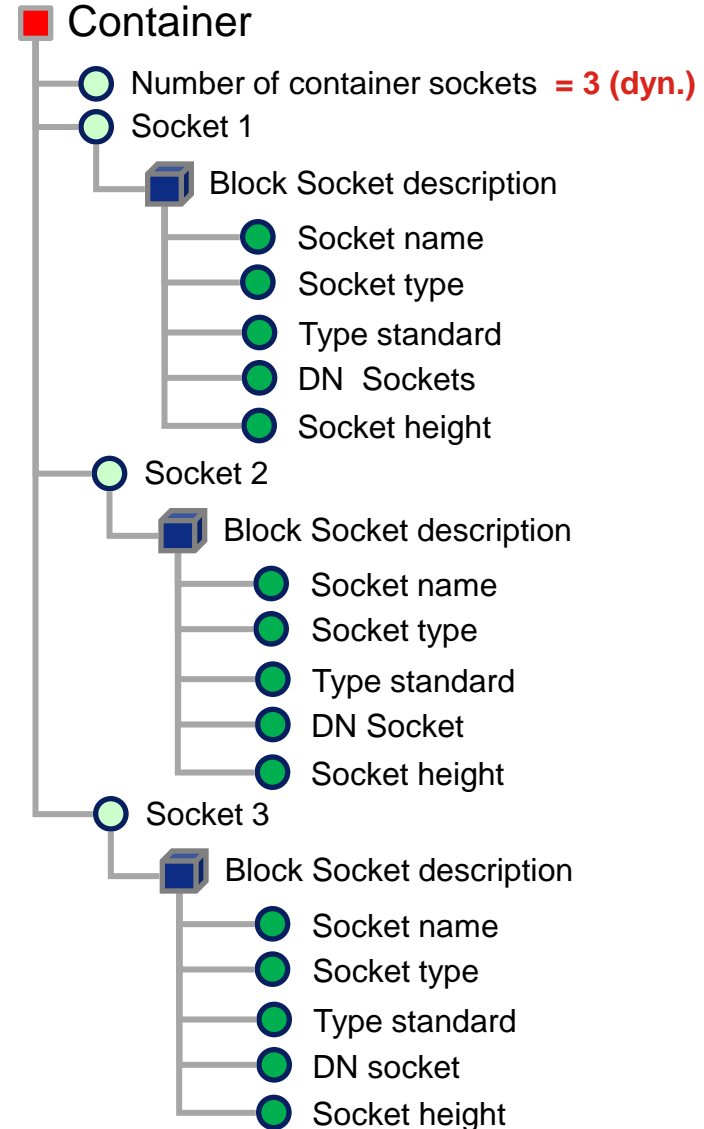 Container
Number of container sockets = 3 (dyn.)
Socket 1
Block Socket description
Socket name
Socket type
Type standard
DN Sockets
Socket height
Socket 2
Block Socket description
Socket name
Socket type
Type standard
DN Socket
Socket height
Socket 3
Block Socket description
Socket name
Socket type
Type standard
DN socket
Socket height